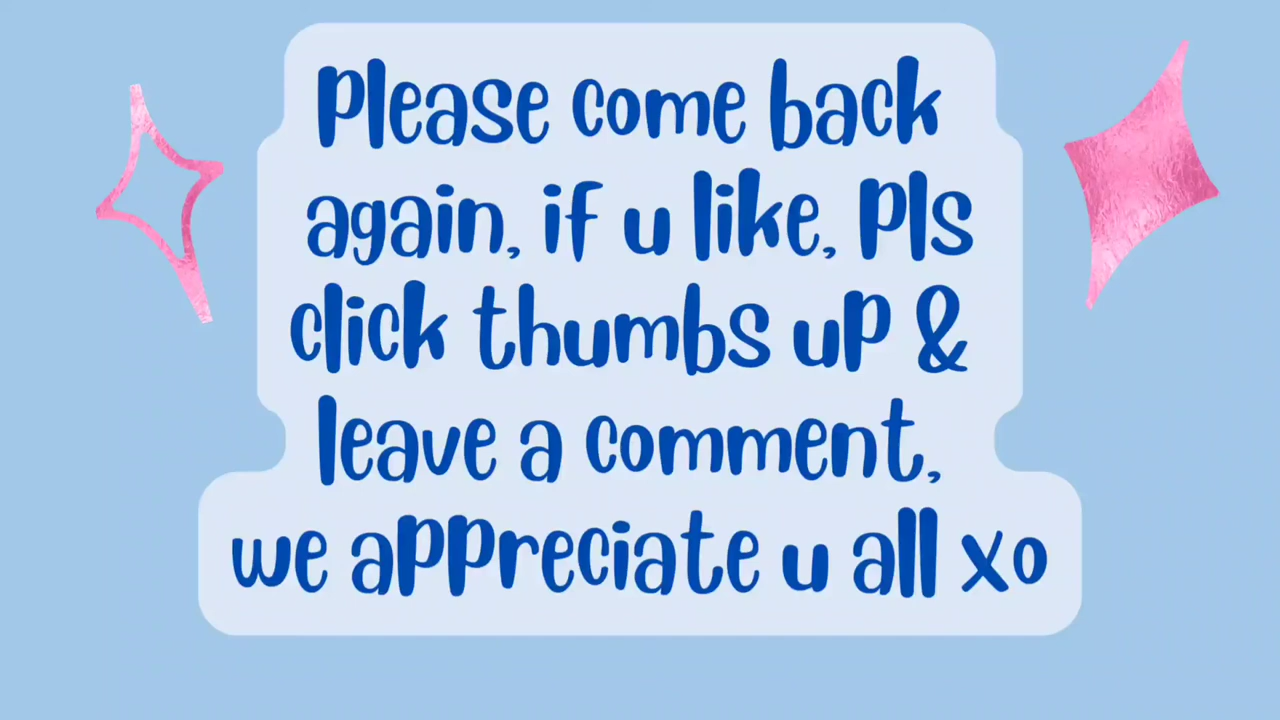 Please come back
again, if u like, pls
click thumbs up &
leave a comment,
we appreciate u all xo